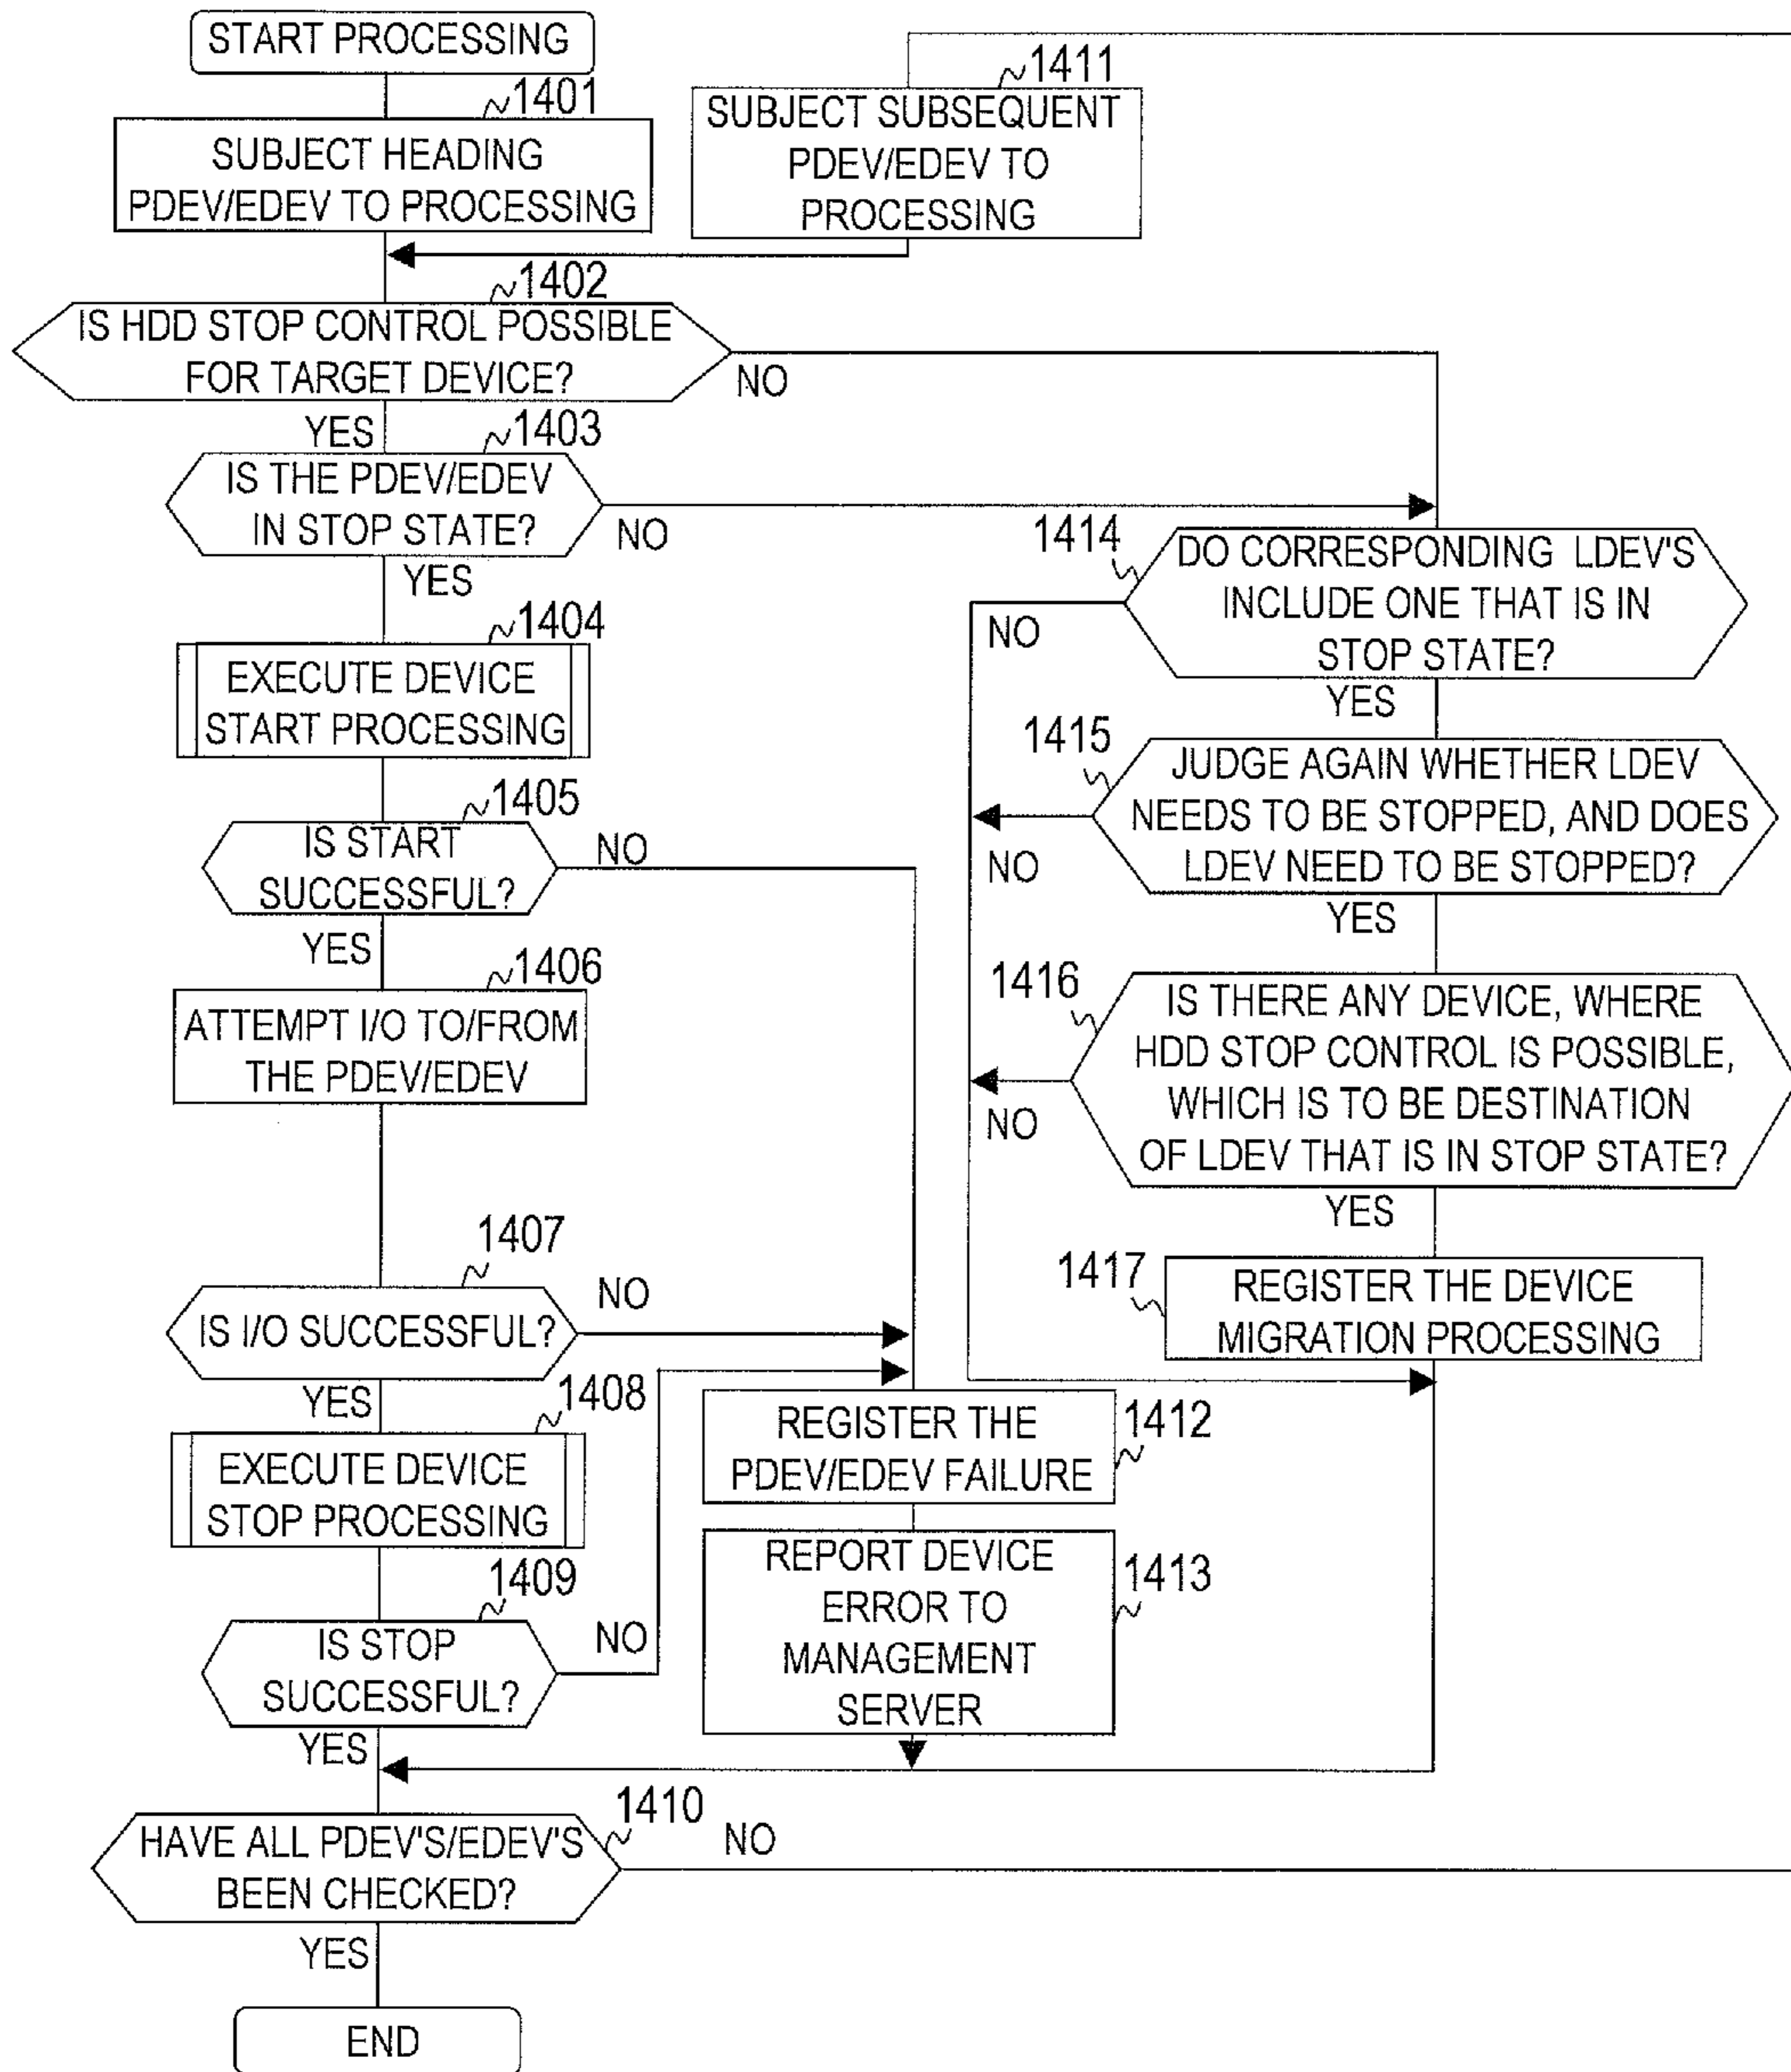 START PROCESSING
1401
SUBJECT HEADING
PDEV/EDEV TO PROCESSING
1411
SUBJECT SUBSEQUENT
PDEV/EDEV TO
PROCESSING
1402
IS HDD STOP CONTROL POSSIBLE
FOR TARGET DEVICE?
NO
YES
1403
IS THE PDEV/EDEV
IN STOP STATE?
NO
YES
1404
EXECUTE DEVICE
START PROCESSING
1405
IS START
SUCCESSFUL?
NO
YES
1406
ATTEMPT I/O TO/FROM
THE PDEV/EDEV
1407
IS I/O SUCCESSFUL?
NO
YES
1408
EXECUTE DEVICE
STOP PROCESSING
1409
IS STOP
SUCCESSFUL?
NO
YES
1412
REGISTER THE
PDEV/EDEV FAILURE
1413
REPORT DEVICE
ERROR TO
MANAGEMENT
SERVER
1414
DO CORRESPONDING LDEV'S
INCLUDE ONE THAT IS IN
STOP STATE?
NO
YES
1415
JUDGE AGAIN WHETHER LDEV
NEEDS TO BE STOPPED, AND DOES
LDEV NEED TO BE STOPPED?
NO
YES
1416
IS THERE ANY DEVICE, WHERE
HDD STOP CONTROL IS POSSIBLE,
WHICH IS TO BE DESTINATION
OF LDEV THAT IS IN STOP STATE?
NO
YES
1417
REGISTER THE DEVICE
MIGRATION PROCESSING
1410
HAVE ALL PDEV'S/EDEV'S
BEEN CHECKED?
NO
YES
END